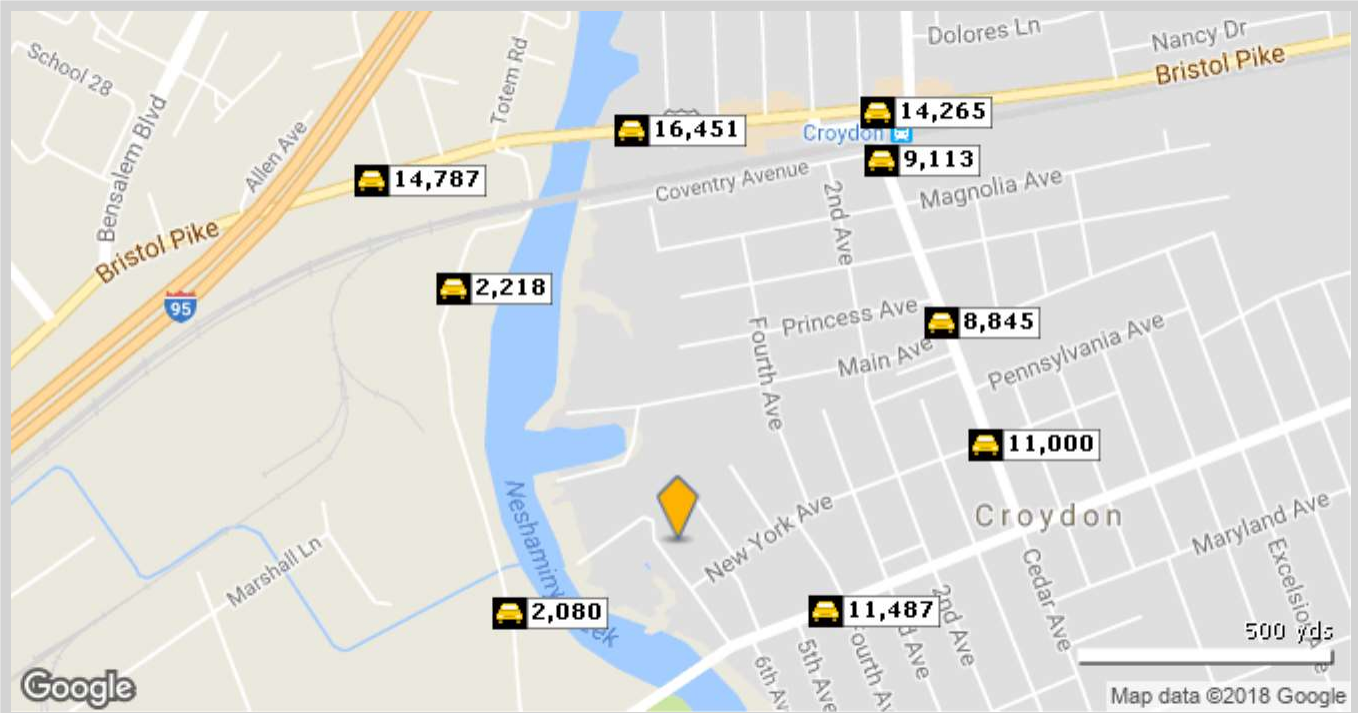 Dolores Ln
Nancy Dr
Bristol Pike
School 28
Totem Rd
Bensalem Blvd
Allen Ave
14,265
16,451
Croydon
9,113
Coventry Avenue
14,787
2nd Ave
Magnolia Ave
Bristol Pike
95
2,218
Princess Ave
8,845
Fourth Ave
Main Ave
Pennsylvania Ave
11,000
Neshaminy
New York Ave
Croydon
Maryland Ave
Marshall Ln
Cedar Ave
Excelsior Ave
2,080
11,487
2nd Ave
d Ave
Fourth Av
5th Ave
6th Av
500 yds
Google
Map data ©2018 Google